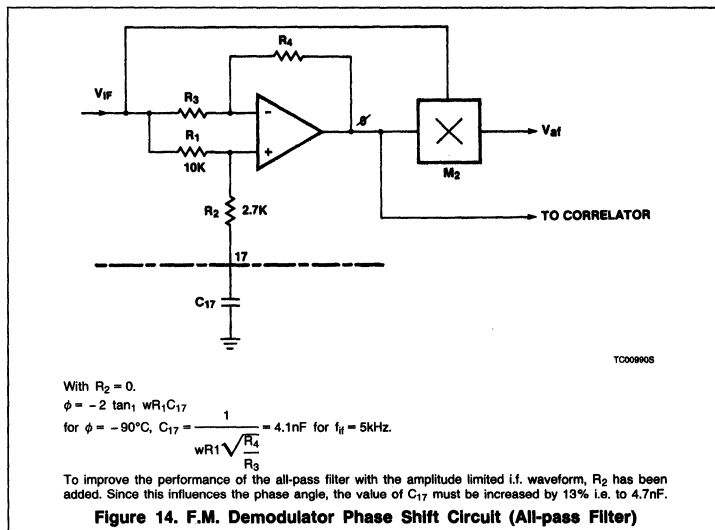 R4
VIF
R3
R1
10K
-
+
ø
M2
Vaf
R2
2.7K
TO CORRELATOR
17
C17
TC00990S
With R2 = 0.
ϕ = −2 tan1 wR1C17
for ϕ = −90°C, C17 = 1 / wR1√R4/R3 = 4.1nF for fif = 5kHz.
To improve the performance of the all-pass filter with the amplitude limited i.f. waveform, R2 has been
added. Since this influences the phase angle, the value of C17 must be increased by 13% i.e. to 4.7nF.
Figure 14. F.M. Demodulator Phase Shift Circuit (All-pass Filter)